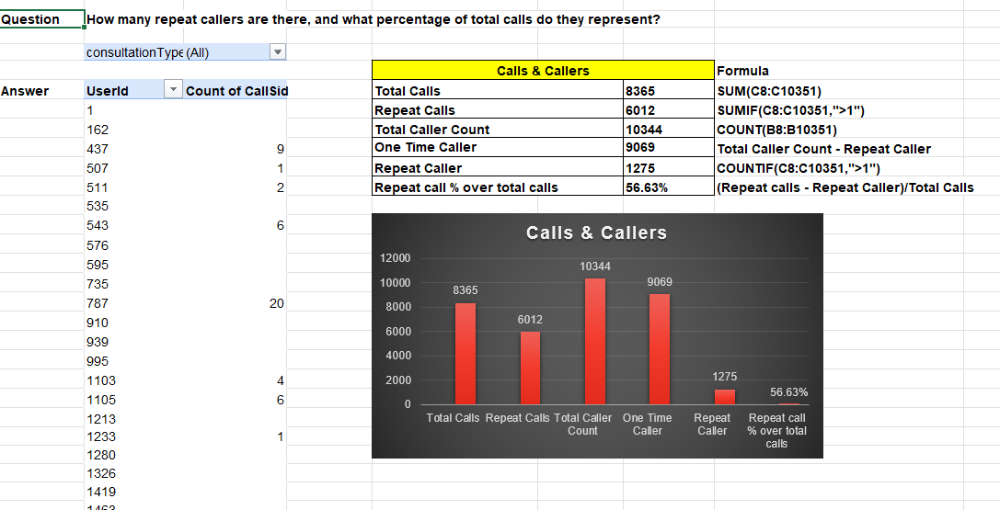 Question How many repeat callers are there, and what percentage of total calls do they represent?
consultationType (All)
Calls & Callers Formula
Answer UserId Count of CallSid Total Calls 8365 SUM(C8:C10351)
1 Repeat Calls 6012 SUMIF(C8:C10351,">1")
162 Total Caller Count 10344 COUNT(B8:B10351)
437 9 One Time Caller 9069 Total Caller Count - Repeat Caller
507 1 Repeat Caller 1275 COUNTIF(C8:C10351,">1")
511 2 Repeat call % over total calls 56.63% (Repeat calls - Repeat Caller)/Total Calls
535
543 6
576
595
735
787 20
910
939
995
1103 4
1105 6
1213
1233 1
1280
1326
1419
1463
Calls & Callers
12000
10000
8000
6000
4000
2000
0
8365
6012
10344
9069
1275
56.63%
Total Calls
Repeat Calls
Total Caller
Count
One Time
Caller
Repeat
Caller
Repeat call
% over total
calls